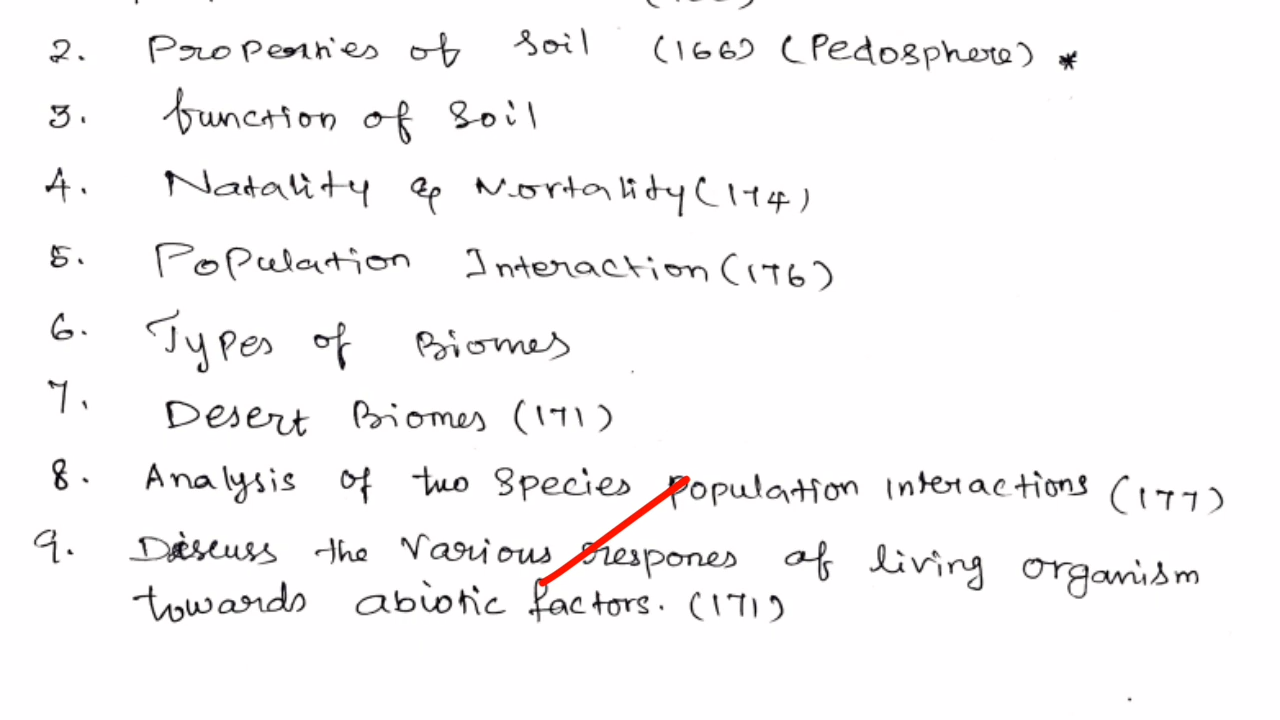 2. Properties of soil (166) (Pedosphere) *
3. function of Soil
4. Natality & Mortality (174)
5. Population Interaction (176)
6. Types of Biomes
7. Desert Biomes (171)
8. Analysis of two Species population interactions (177)
9. Discuss the Various respones of living organism
towards abiotic factors. (171)